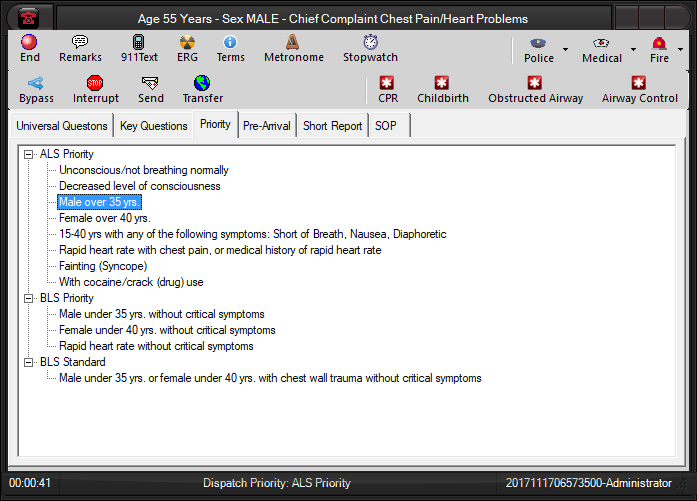 Age 55 Years - Sex MALE - Chief Complaint Chest Pain/Heart Problems
End Remarks 911Text ERG Terms Metronome Stopwatch Police Medical Fire
Bypass Interrupt STOP Send Transfer CPR Childbirth Obstructed Airway Airway Control
Universal Questons Key Questions Priority Pre-Arrival Short Report SOP
ALS Priority
Unconscious/not breathing normally
Decreased level of consciousness
Male over 35 yrs.
Female over 40 yrs.
15-40 yrs with any of the following symptoms: Short of Breath, Nausea, Diaphoretic
Rapid heart rate with chest pain, or medical history of rapid heart rate
Fainting (Syncope)
With cocaine/crack (drug) use
BLS Priority
Male under 35 yrs. without critical symptoms
Female under 40 yrs. without critical symptoms
Rapid heart rate without critical symptoms
BLS Standard
Male under 35 yrs. or female under 40 yrs. with chest wall trauma without critical symptoms
00:00:41 Dispatch Priority: ALS Priority 2017111706573500-Administrator